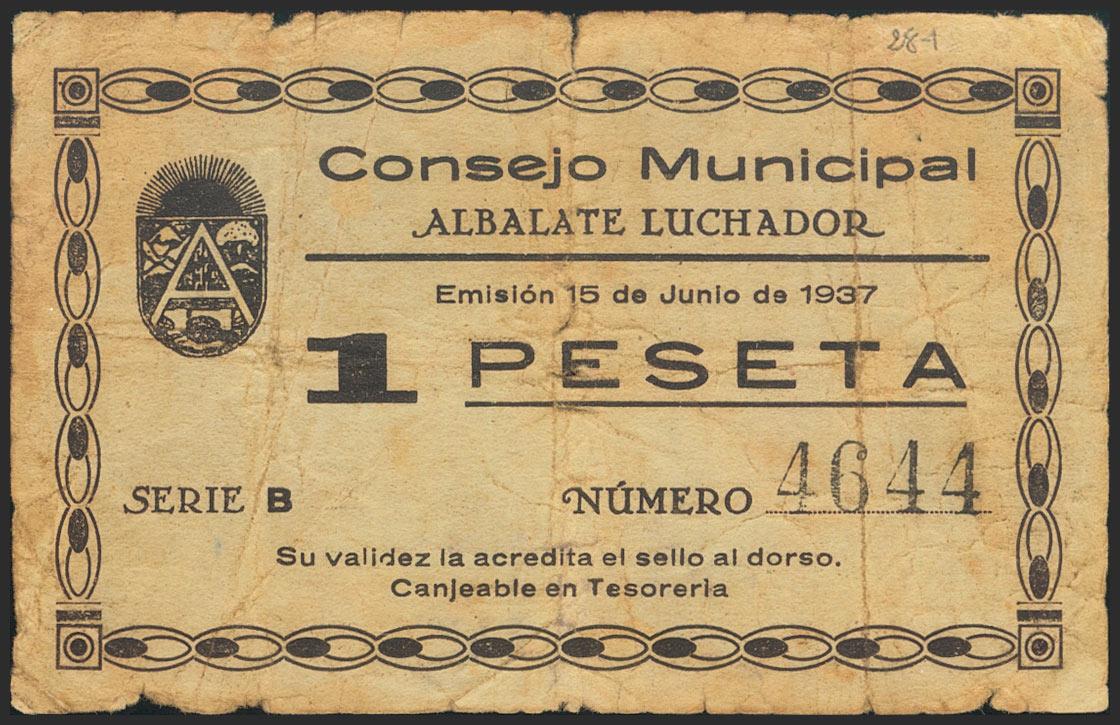 28-1
Consejo Municipal
ALBALATE LUCHADOR
Emisión 15 de Junio de 1937
1 PESETA
SERIE B NÚMERO 4644
Su validez la acredita el sello al dorso.
Canjeable en Tesorería
A